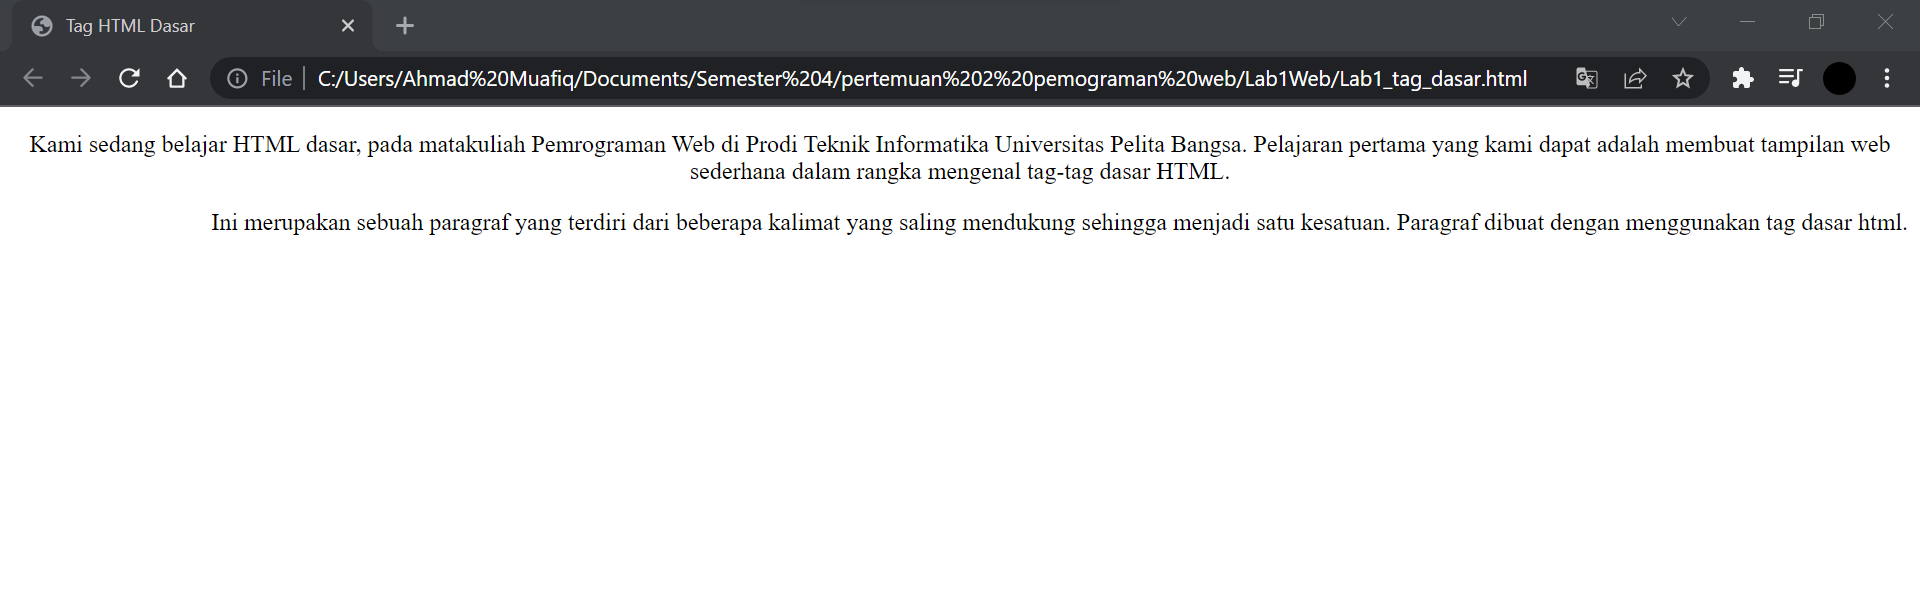 Tag HTML Dasar
File C:/Users/Ahmad%20Muafiq/Documents/Semester%204/pertemuan%202%20pemograman%20web/Lab1Web/Lab1_tag_dasar.html
Kami sedang belajar HTML dasar, pada matakuliah Pemrograman Web di Prodi Teknik Informatika Universitas Pelita Bangsa. Pelajaran pertama yang kami dapat adalah membuat tampilan web
sederhana dalam rangka mengenal tag-tag dasar HTML.
Ini merupakan sebuah paragraf yang terdiri dari beberapa kalimat yang saling mendukung sehingga menjadi satu kesatuan. Paragraf dibuat dengan menggunakan tag dasar html.